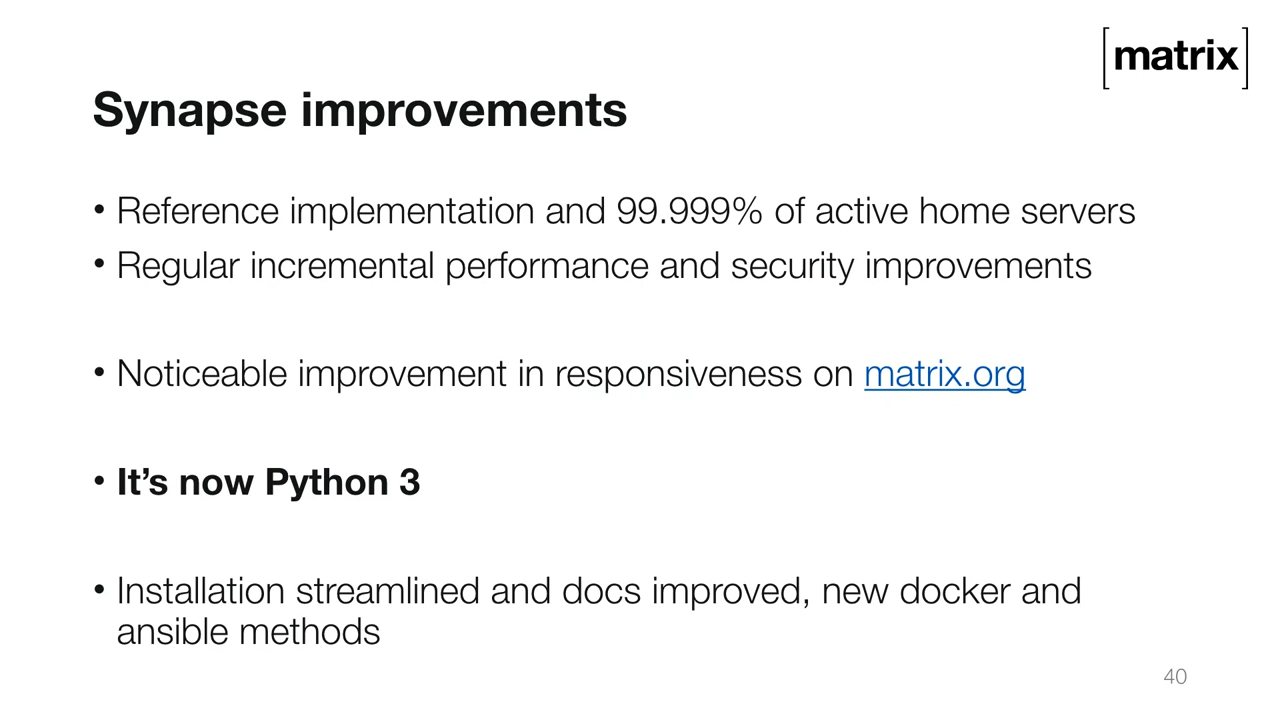 [matrix]
Synapse improvements
• Reference implementation and 99.999% of active home servers
• Regular incremental performance and security improvements
• Noticeable improvement in responsiveness on matrix.org
• It’s now Python 3
• Installation streamlined and docs improved, new docker and
ansible methods
40